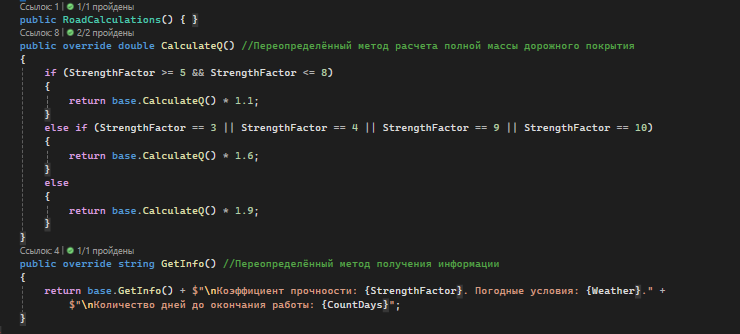 Ссылок: 1 | 1/1 пройдены
public RoadCalculations() { }
Ссылок: 8 | 2/2 пройдены
public override double CalculateQ() //Переопределённый метод расчета полной массы дорожного покрытия
{
if (StrengthFactor >= 5 && StrengthFactor <= 8)
{
return base.CalculateQ() * 1.1;
}
else if (StrengthFactor == 3 || StrengthFactor == 4 || StrengthFactor == 9 || StrengthFactor == 10)
{
return base.CalculateQ() * 1.6;
}
else
{
return base.CalculateQ() * 1.9;
}
}
Ссылок: 4 | 1/1 пройдены
public override string GetInfo() //Переопределённый метод получения информации
{
return base.GetInfo() + $"\nКоэффициент прочноости: {StrengthFactor}. Погодные условия: {Weather}." +
$"\nКоличество дней до окончания работы: {CountDays}";
}